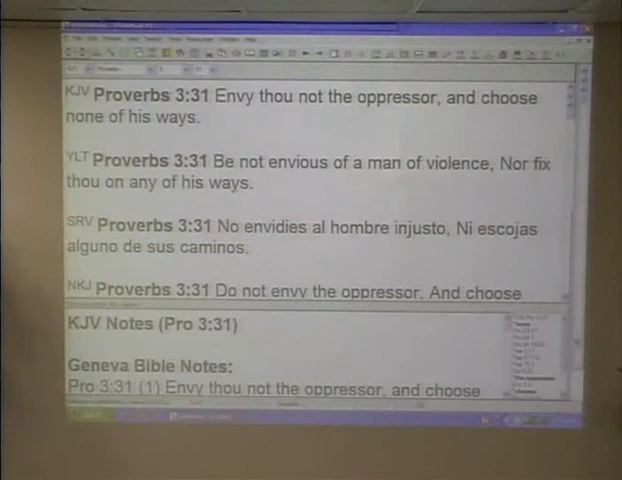 KJV Proverbs 3:31 Envy thou not the oppressor, and choose
none of his ways.
YLT Proverbs 3:31 Be not envious of a man of violence, Nor fix
thou on any of his ways.
SRV Proverbs 3:31 No envidies al hombre injusto, Ni escojas
alguno de sus caminos.
NKJ Proverbs 3:31 Do not envy the oppressor, And choose
KJV Notes (Pro 3:31)
Geneva Bible Notes:
Pro 3:31 (1) Envy thou not the oppressor, and choose